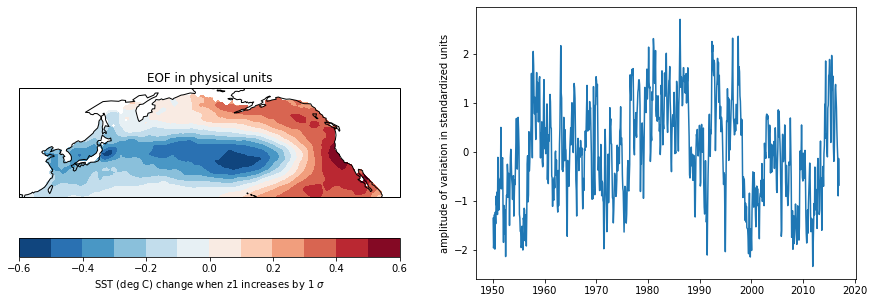 EOF in physical units
−0.6 −0.4 −0.2 0.0 0.2 0.4 0.6
SST (deg C) change when z1 increases by 1 σ
amplitude of variation in standardized units
2
1
0
−1
−2
1950 1960 1970 1980 1990 2000 2010 2020